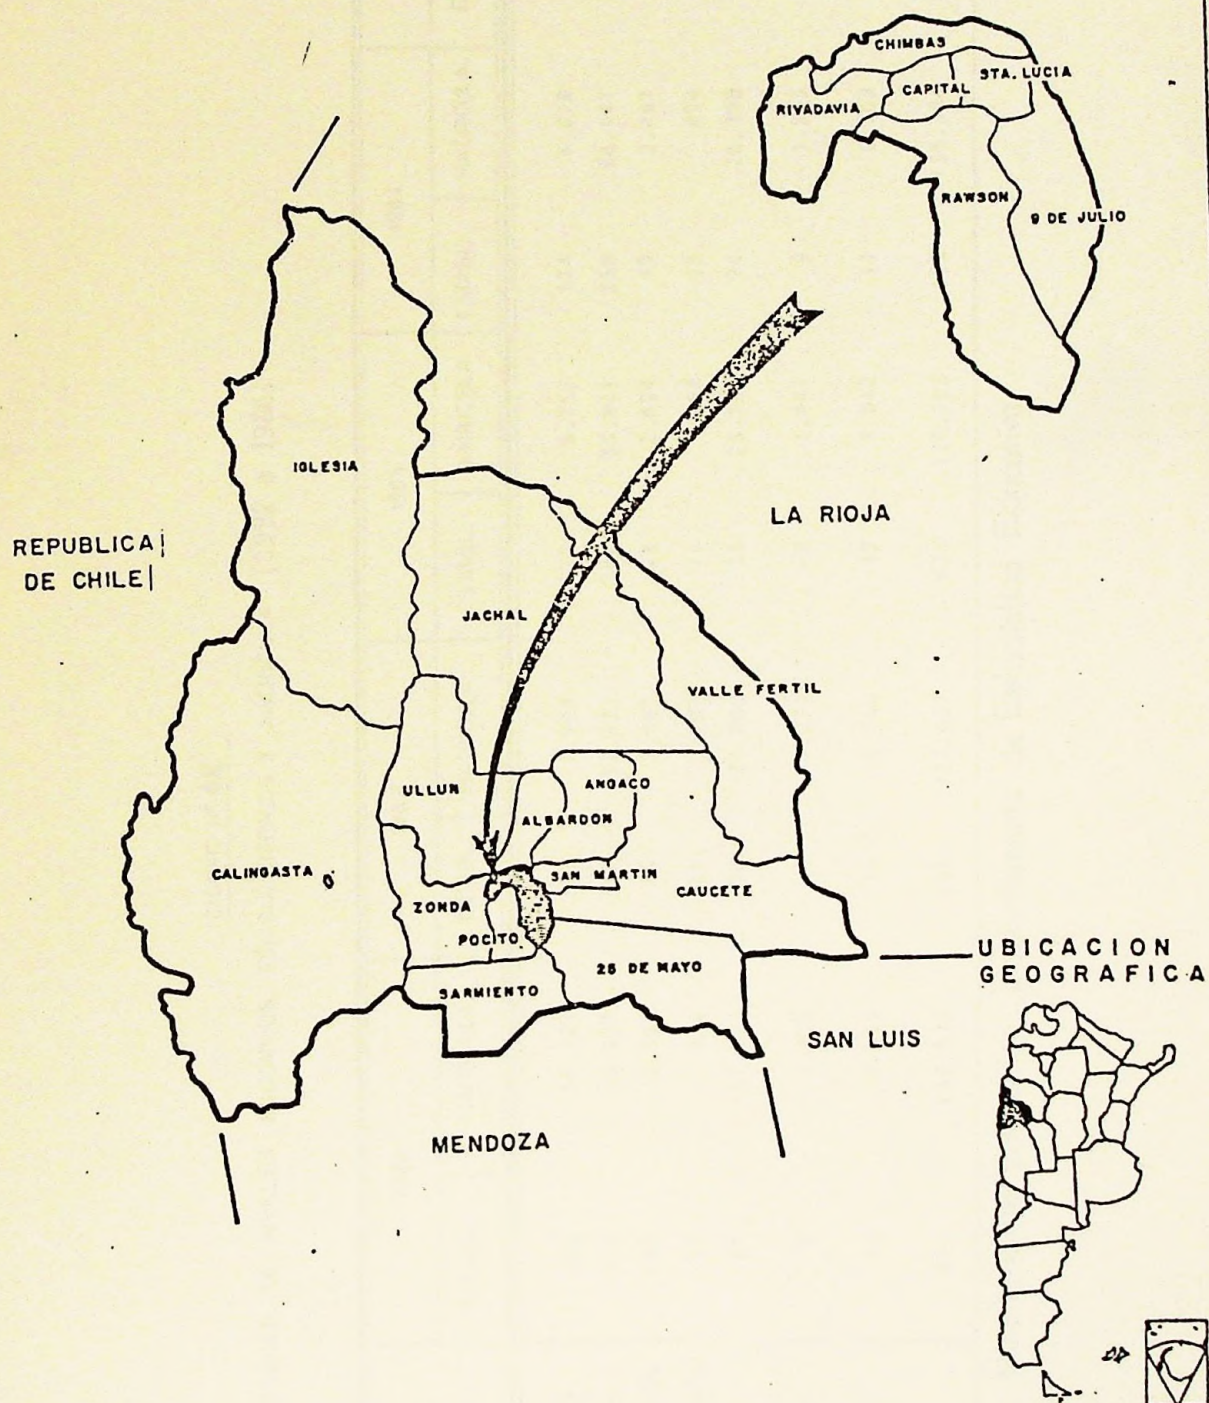 CHIMBAS
STA. LUCIA
CAPITAL
RIVADAVIA
RAWSON
9 DE JULIO
IGLESIA
LA RIOJA
REPUBLICA
DE CHILE
JACHAL
VALLE FERTIL
ULLUN
ANGACO
ALBARDON
CALINGASTA
SAN MARTIN
CAUCETE
ZONDA
POCITO
25 DE MAYO
SARMIENTO
UBICACION
GEOGRAFICA
SAN LUIS
MENDOZA